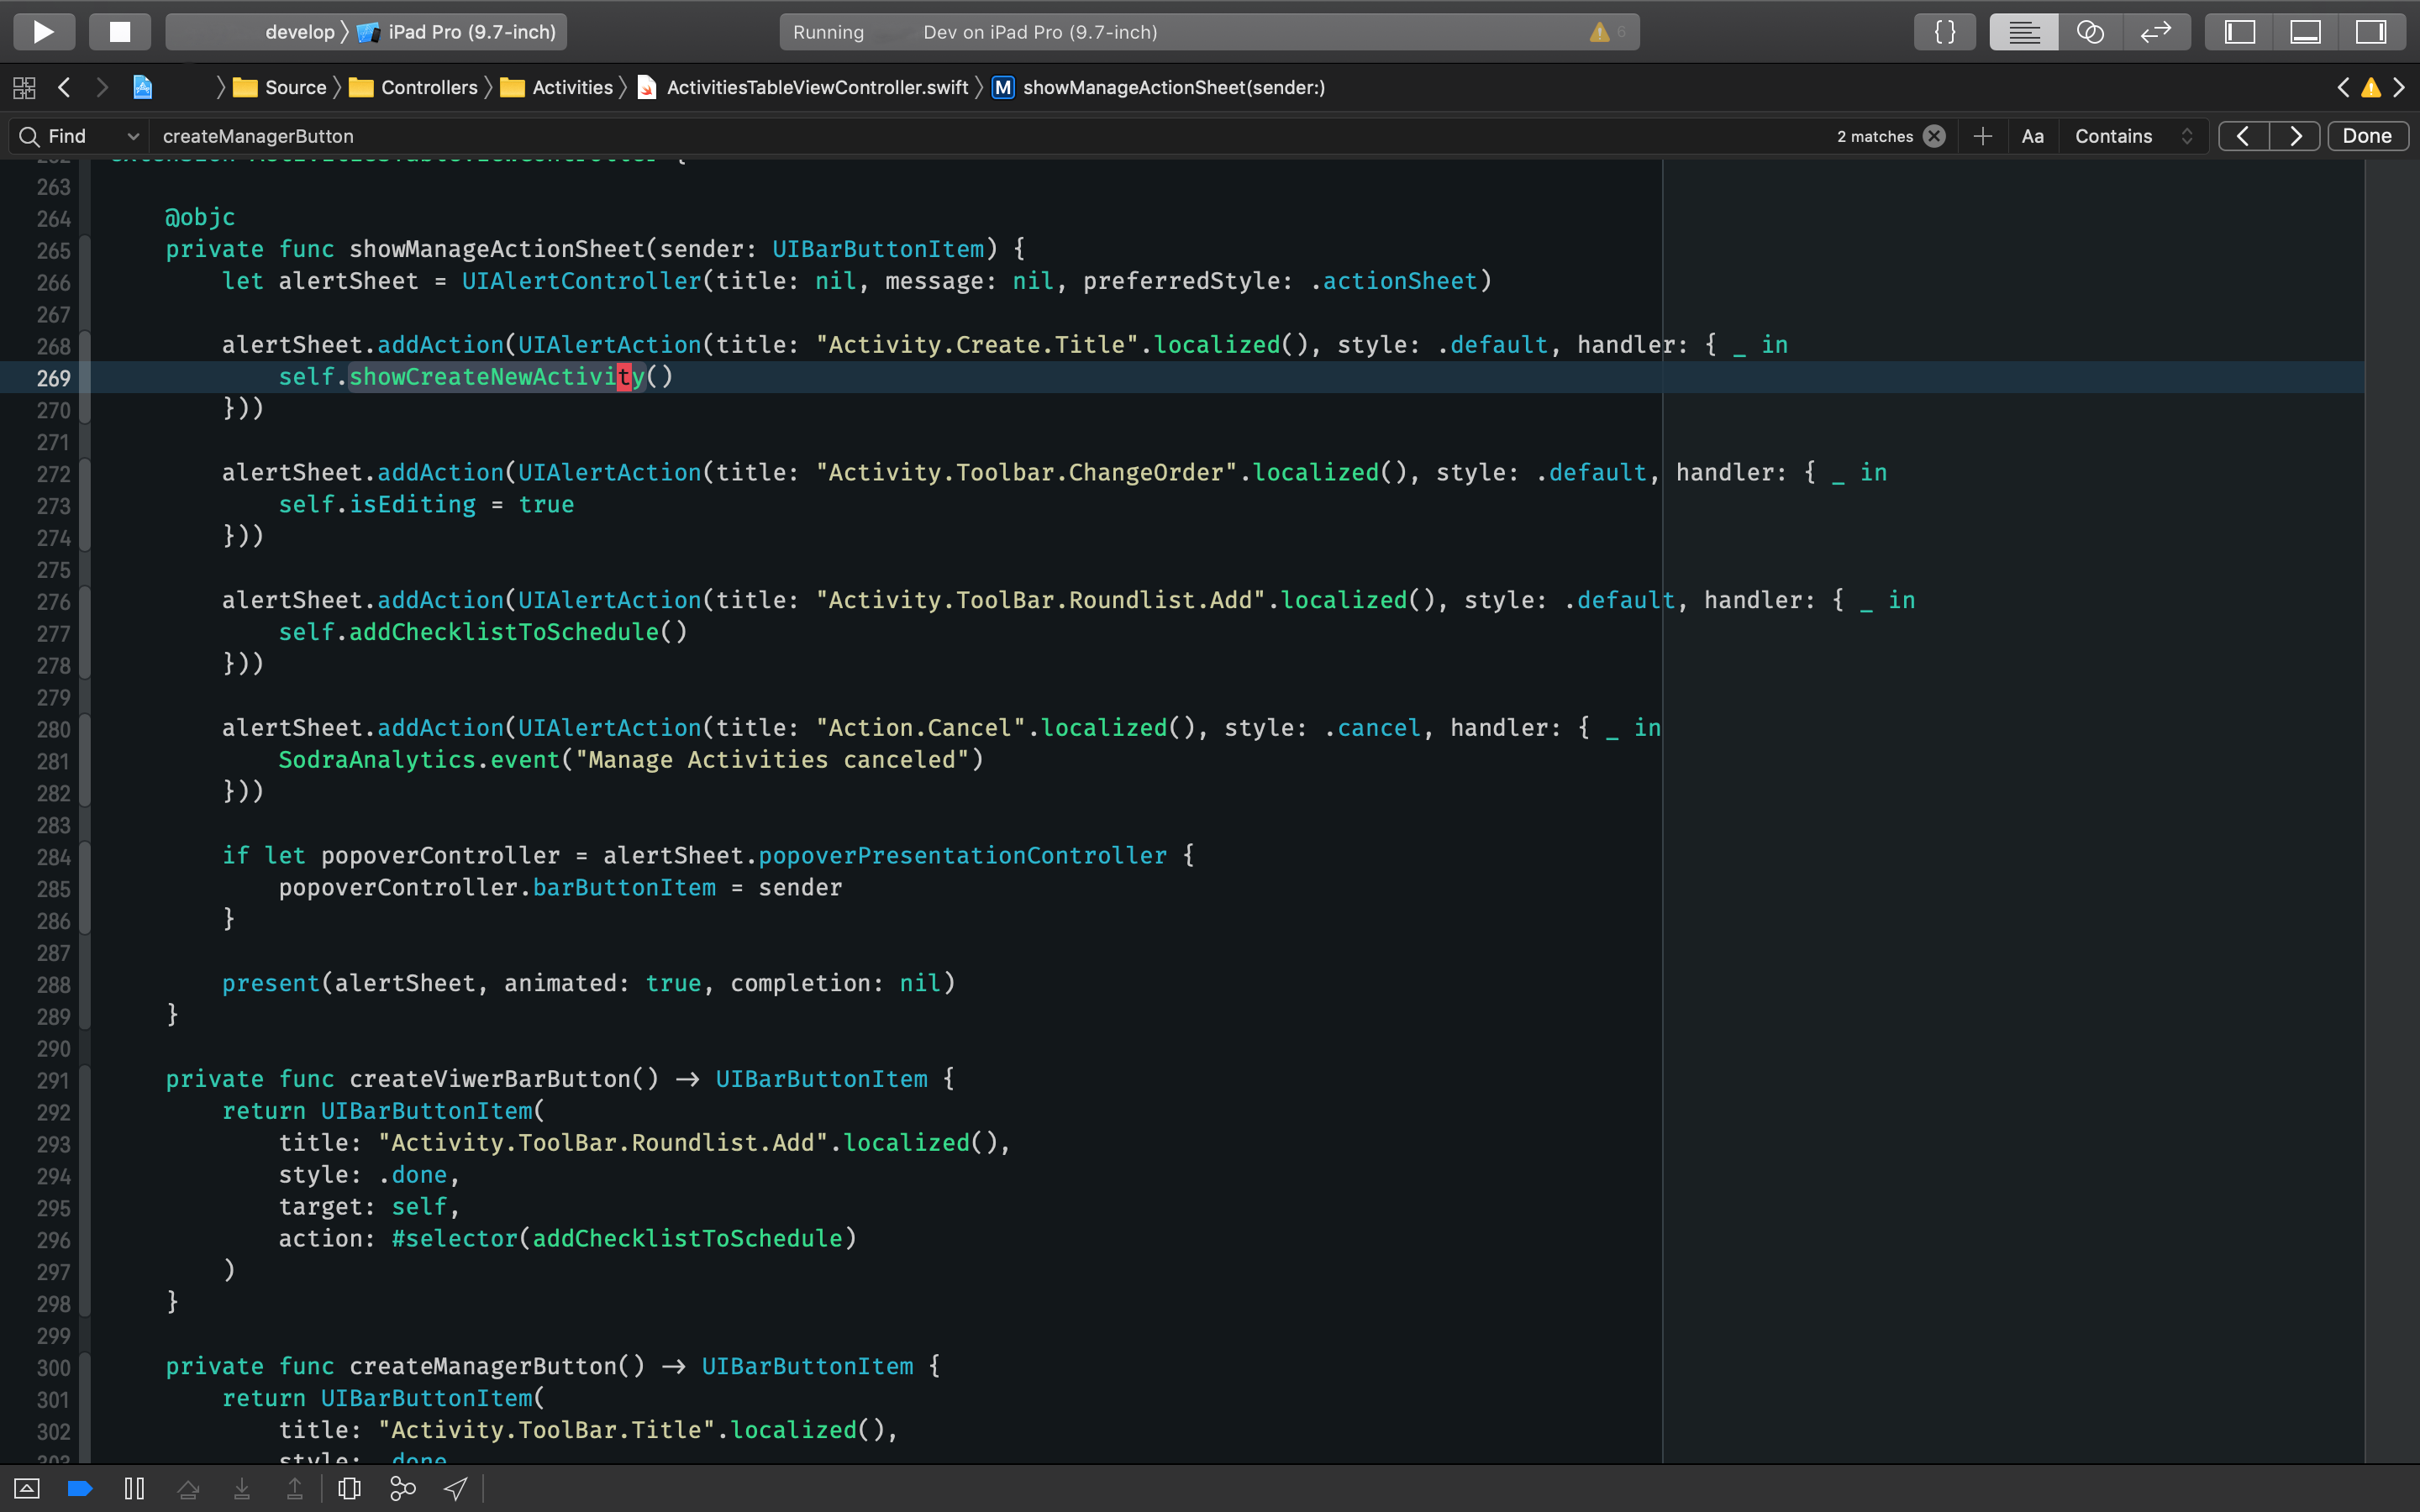 develop 〉 iPad Pro (9.7-inch)
Running Dev on iPad Pro (9.7-inch) 6
{}
Source 〉 Controllers 〉 Activities 〉 ActivitiesTableViewController.swift 〉 M showManageActionSheet(sender:)
Find createManagerButton 2 matches Aa Contains Done
263
264 @objc
265 private func showManageActionSheet(sender: UIBarButtonItem) {
266 let alertSheet = UIAlertController(title: nil, message: nil, preferredStyle: .actionSheet)
267
268 alertSheet.addAction(UIAlertAction(title: "Activity.Create.Title".localized(), style: .default, handler: { _ in
269 self.showCreateNewActivity()
270 }))
271
272 alertSheet.addAction(UIAlertAction(title: "Activity.Toolbar.ChangeOrder".localized(), style: .default, handler: { _ in
273 self.isEditing = true
274 }))
275
276 alertSheet.addAction(UIAlertAction(title: "Activity.ToolBar.Roundlist.Add".localized(), style: .default, handler: { _ in
277 self.addChecklistToSchedule()
278 }))
279
280 alertSheet.addAction(UIAlertAction(title: "Action.Cancel".localized(), style: .cancel, handler: { _ in
281 SodraAnalytics.event("Manage Activities canceled")
282 }))
283
284 if let popoverController = alertSheet.popoverPresentationController {
285 popoverController.barButtonItem = sender
286 }
287
288 present(alertSheet, animated: true, completion: nil)
289 }
290
291 private func createViwerBarButton() → UIBarButtonItem {
292 return UIBarButtonItem(
293 title: "Activity.ToolBar.Roundlist.Add".localized(),
294 style: .done,
295 target: self,
296 action: #selector(addChecklistToSchedule)
297 )
298 }
299
300 private func createManagerButton() → UIBarButtonItem {
301 return UIBarButtonItem(
302 title: "Activity.ToolBar.Title".localized(),